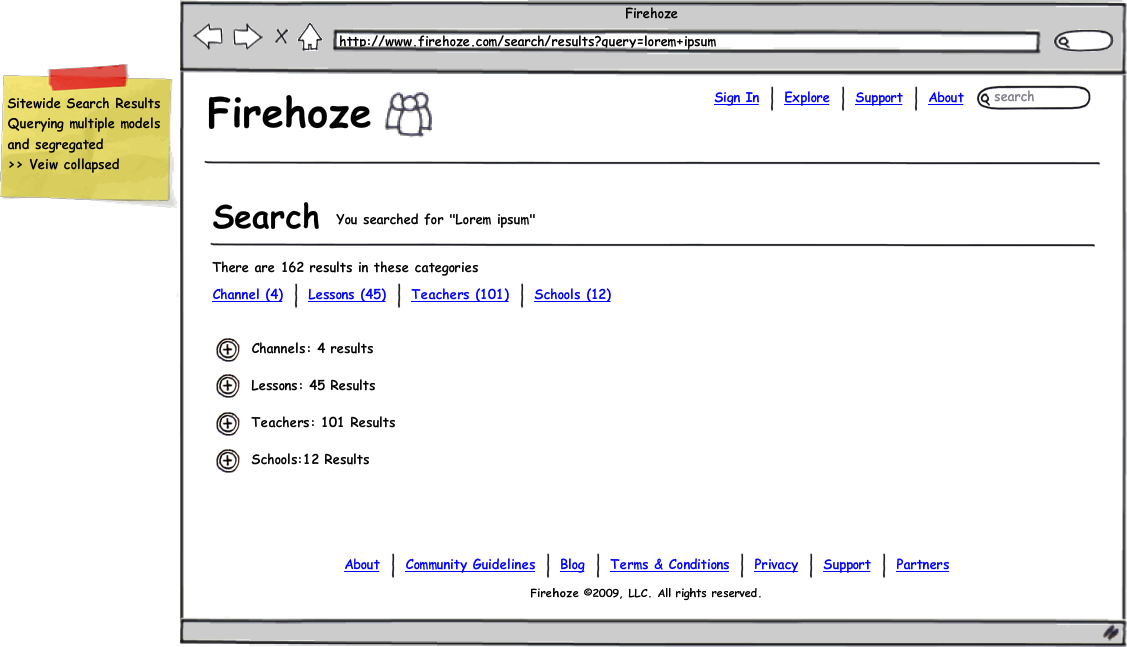 Firehoze
http://www.firehoze.com/search/results?query=lorem+ipsum
Sitewide Search Results
Querying multiple models
and segregated
>> Veiw collapsed
Firehoze
Sign In | Explore | Support | About
search
Search You searched for "Lorem ipsum"
There are 162 results in these categories
Channel (4) | Lessons (45) | Teachers (101) | Schools (12)
Channels: 4 results
Lessons: 45 Results
Teachers: 101 Results
Schools:12 Results
About | Community Guidelines | Blog | Terms & Conditions | Privacy | Support | Partners
Firehoze ©2009, LLC. All rights reserved.